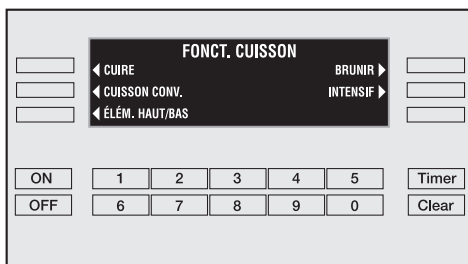 FONCT. CUISSON
CUIRE BRUNIR
CUISSON CONV. INTENSIF
ÉLÉM. HAUT/BAS
ON 1 2 3 4 5 Timer
OFF 6 7 8 9 0 Clear